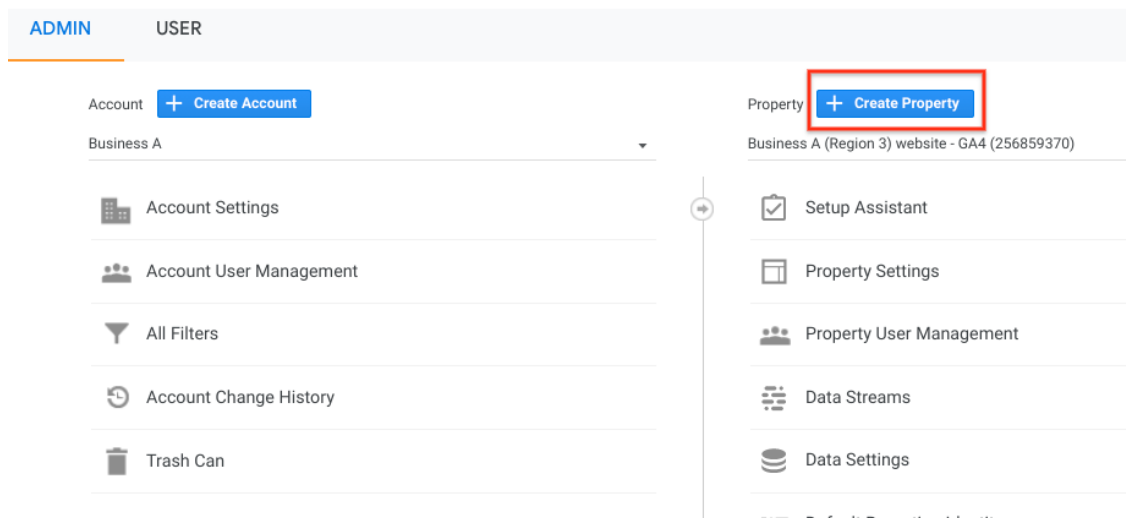 ADMIN USER
Account + Create Account
Business A
Account Settings
Account User Management
All Filters
Account Change History
Trash Can
Property + Create Property
Business A (Region 3) website - GA4 (256859370)
Setup Assistant
Property Settings
Property User Management
Data Streams
Data Settings